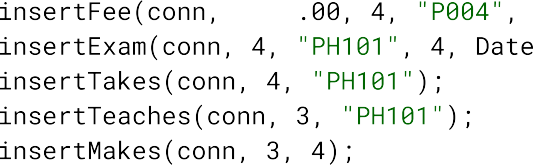 insertFee(conn, .00, 4, "P004",
insertExam(conn, 4, "PH101", 4, Date
insertTakes(conn, 4, "PH101");
insertTeaches(conn, 3, "PH101");
insertMakes(conn, 3, 4);